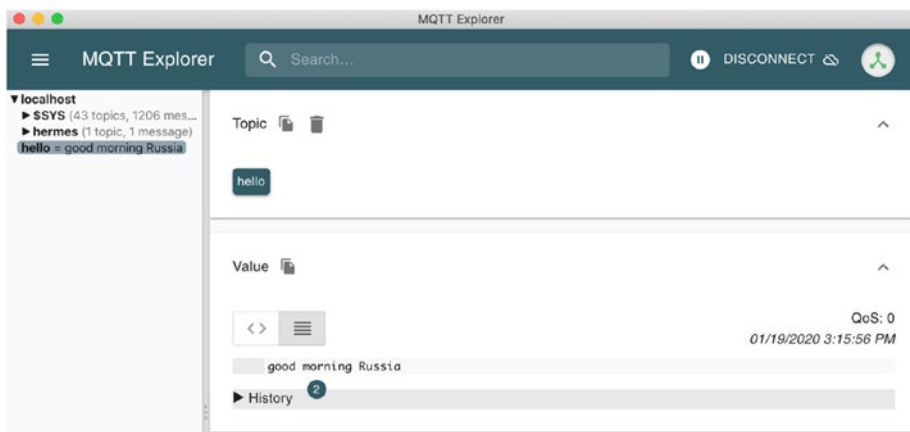 MQTT Explorer
MQTT Explorer
Search...
DISCONNECT
▼localhost
▶$SYS (43 topics, 1206 mes...
▶hermes (1 topic, 1 message)
hello = good morning Russia
Topic
hello
Value
<>
QoS: 0
01/19/2020 3:15:56 PM
good morning Russia
▶ History 2